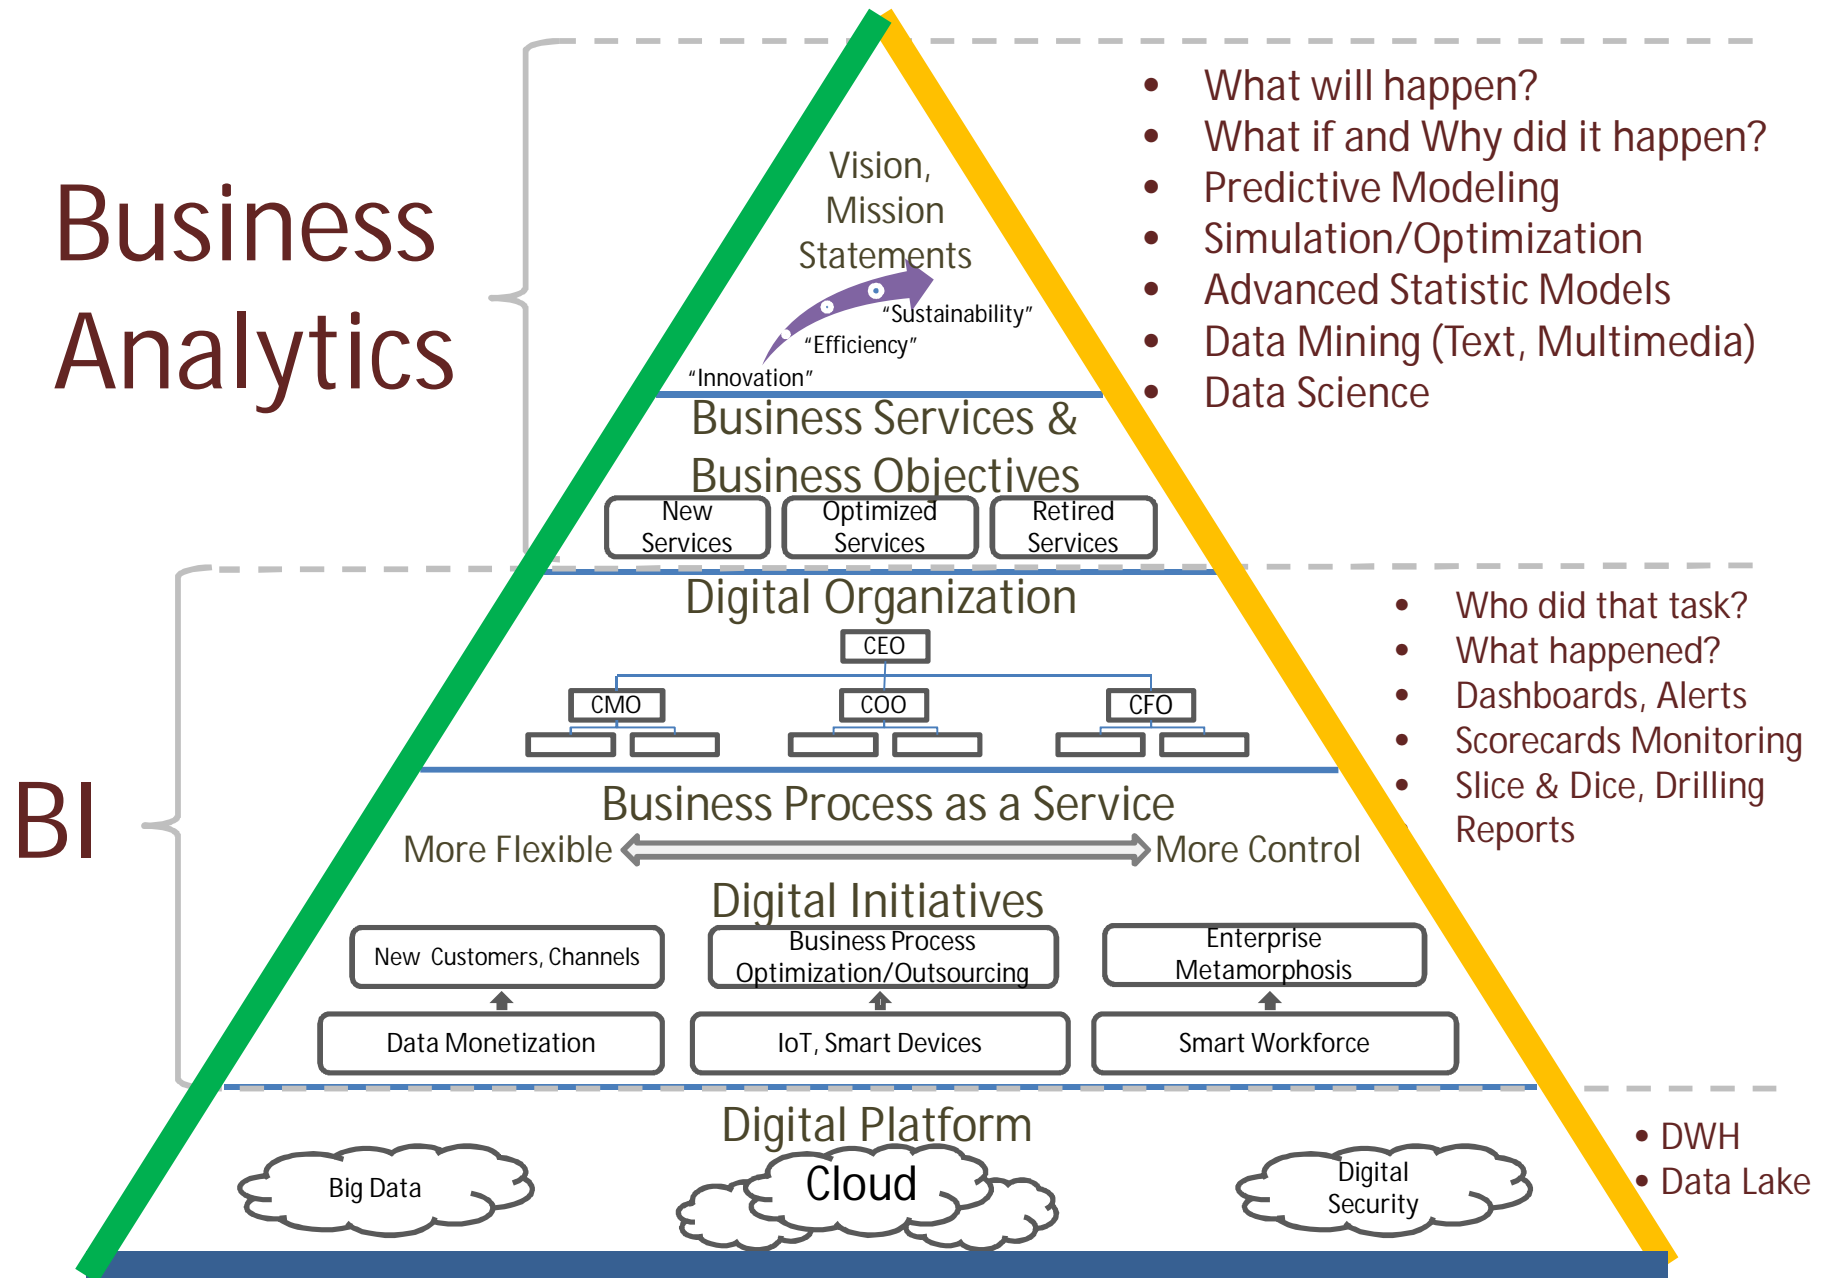 Business
Analytics
Vision,
Mission
Statements
“Sustainability”
“Efficiency”
“Innovation”
• What will happen?
• What if and Why did it happen?
• Predictive Modeling
• Simulation/Optimization
• Advanced Statistic Models
• Data Mining (Text, Multimedia)
• Data Science
Business Services &
Business Objectives
New
Services
Optimized
Services
Retired
Services
BI
Digital Organization
CEO
CMO
COO
CFO
• Who did that task?
• What happened?
• Dashboards, Alerts
• Scorecards Monitoring
• Slice & Dice, Drilling
• Reports
Business Process as a Service
More Flexible
More Control
Digital Initiatives
New Customers, Channels
Business Process
Optimization/Outsourcing
Enterprise
Metamorphosis
Data Monetization
IoT, Smart Devices
Smart Workforce
Digital Platform
Big Data
Cloud
Digital
Security
• DWH
• Data Lake